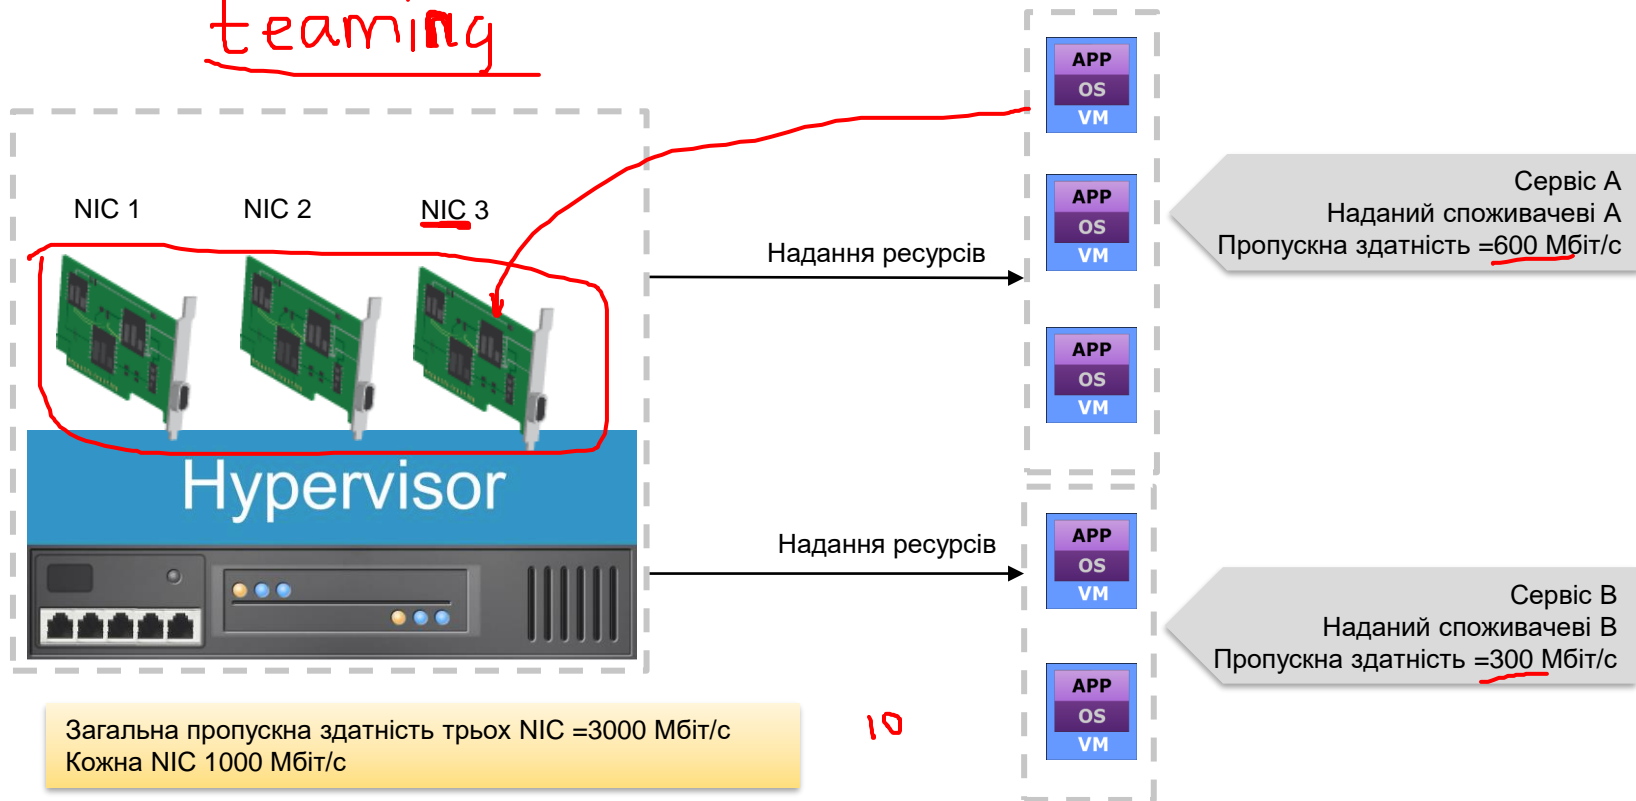 teaming
NIC 1
NIC 2
NIC 3
Hypervisor
Надання ресурсів
Надання ресурсів
APP
OS
VM
APP
OS
VM
APP
OS
VM
APP
OS
VM
APP
OS
VM
Сервіс А
Наданий споживачеві А
Пропускна здатність =600 Мбіт/с
Сервіс В
Наданий споживачеві В
Пропускна здатність =300 Мбіт/с
Загальна пропускна здатність трьох NIC =3000 Мбіт/с
Кожна NIC 1000 Мбіт/с
10